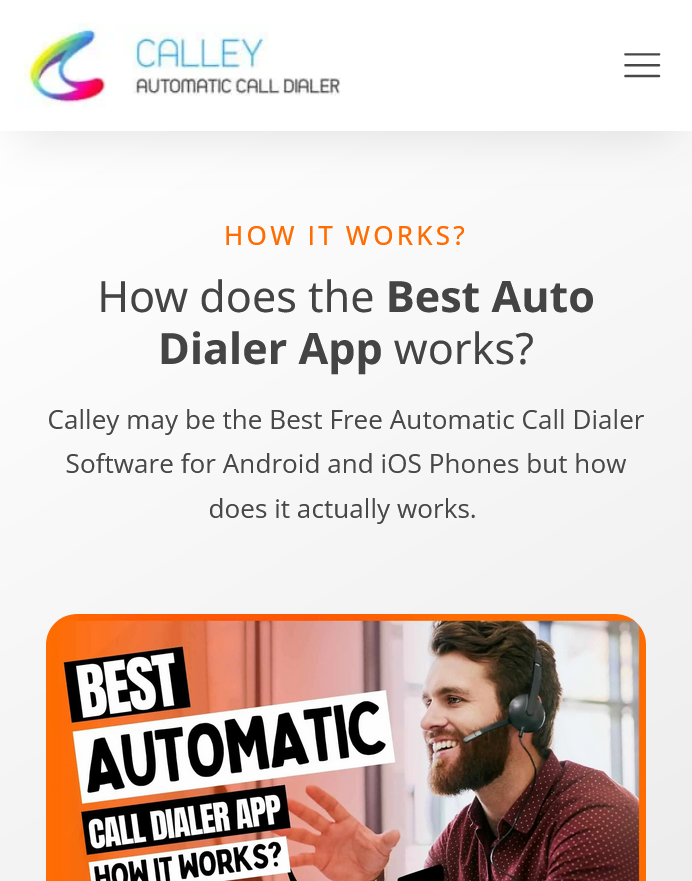 CALLEY
AUTOMATIC CALL DIALER
HOW IT WORKS?
How does the Best Auto
Dialer App works?
Calley may be the Best Free Automatic Call Dialer
Software for Android and iOS Phones but how
does it actually works.
BEST
AUTOMATIC
CALL DIALER APP
HOW IT WORKS?